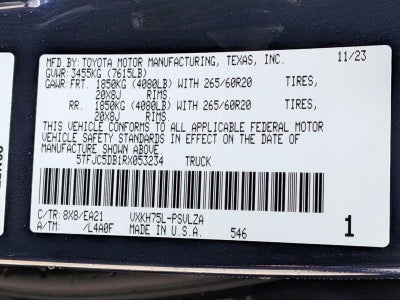 MFD.BY:TOYOTA MOTOR MANUFACTURING, TEXAS, INC. 11/23
GVWR: 3455KG (7615LB)
GAWR: FRT. 1850KG (4080LB) WITH 265/60R20 TIRES,
20X8J RIMS.
RR. 1850KG (4080LB) WITH 265/60R20 TIRES,
20X8J RIMS.
THIS VEHICLE CONFORMS TO ALL APPLICABLE FEDERAL MOTOR
VEHICLE SAFETY STANDARDS IN EFFECT ON THE DATE OF
MANUFACTURE SHOWN ABOVE.
5TFJC5DB1RX053234 TRUCK
C/TR: 8X8/EA21 VXKH75L-PSVLZA
A/TM: /L4A0F MADE IN U.S.A. 546 1